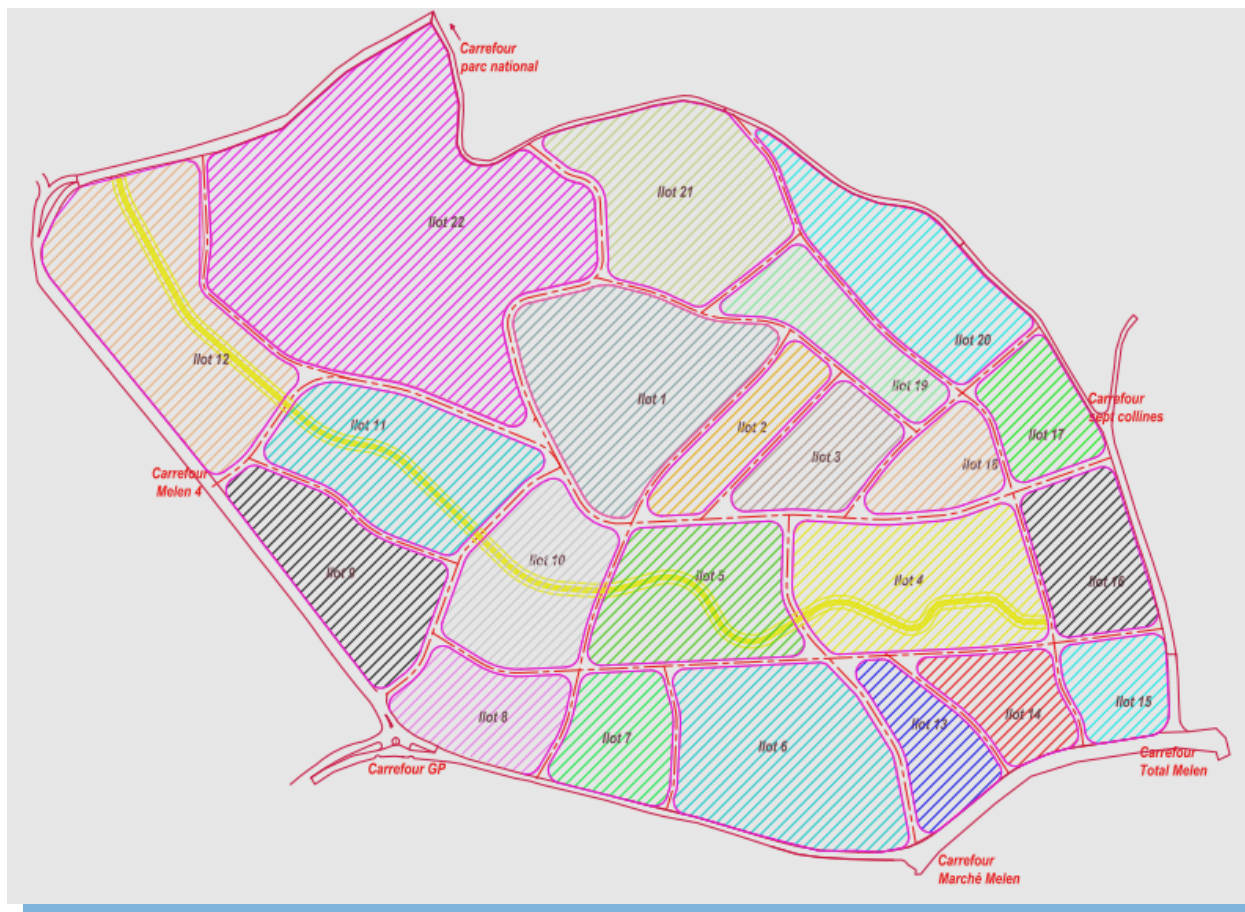 Carrefour
parc national
Ilot 21
Ilot 22
Ilot 20
Ilot 12
Ilot 19
Ilot 1
Carrefour
sept collines
Ilot 11
Ilot 2
Ilot 17
Ilot 3
Ilot 18
Carrefour
Melen 4
Ilot 10
Ilot 9
Ilot 5
Ilot 4
Ilot 16
Ilot 15
Ilot 8
Ilot 14
Ilot 13
Ilot 7
Ilot 6
Carrefour
Total Melen
Carrefour GP
Carrefour
Marché Melen